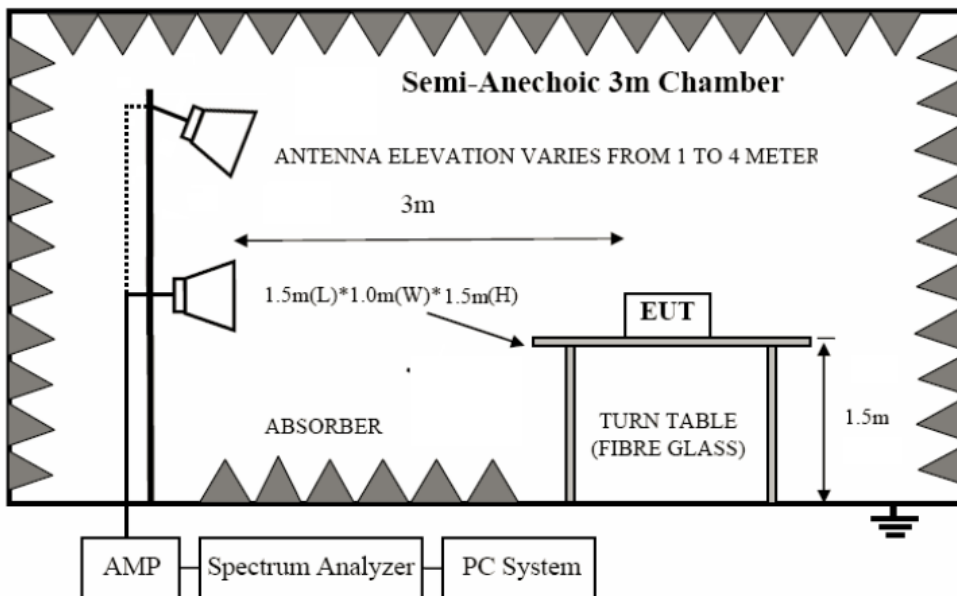 Semi-Anechoic 3m Chamber
ANTENNA ELEVATION VARIES FROM 1 TO 4 METER
3m
1.5m(L)*1.0m(W)*1.5m(H)
EUT
ABSORBER
TURN TABLE
(FIBRE GLASS)
1.5m
AMP
Spectrum Analyzer
PC System